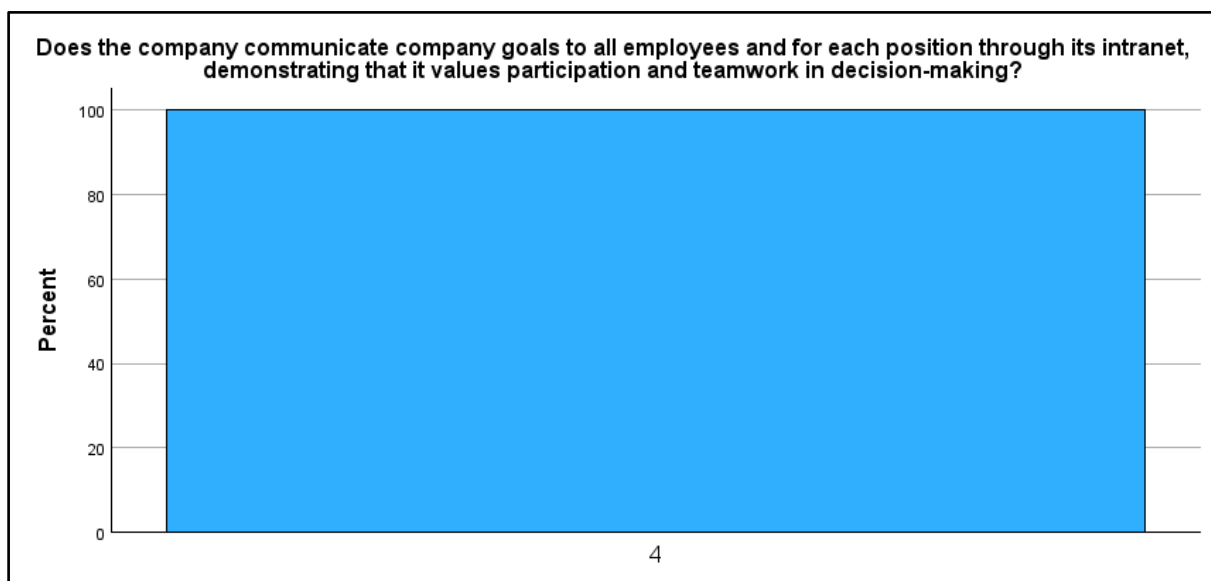 Does the company communicate company goals to all employees and for each position through its intranet,
demonstrating that it values participation and teamwork in decision-making?
Percent
100
80
60
40
20
0
4